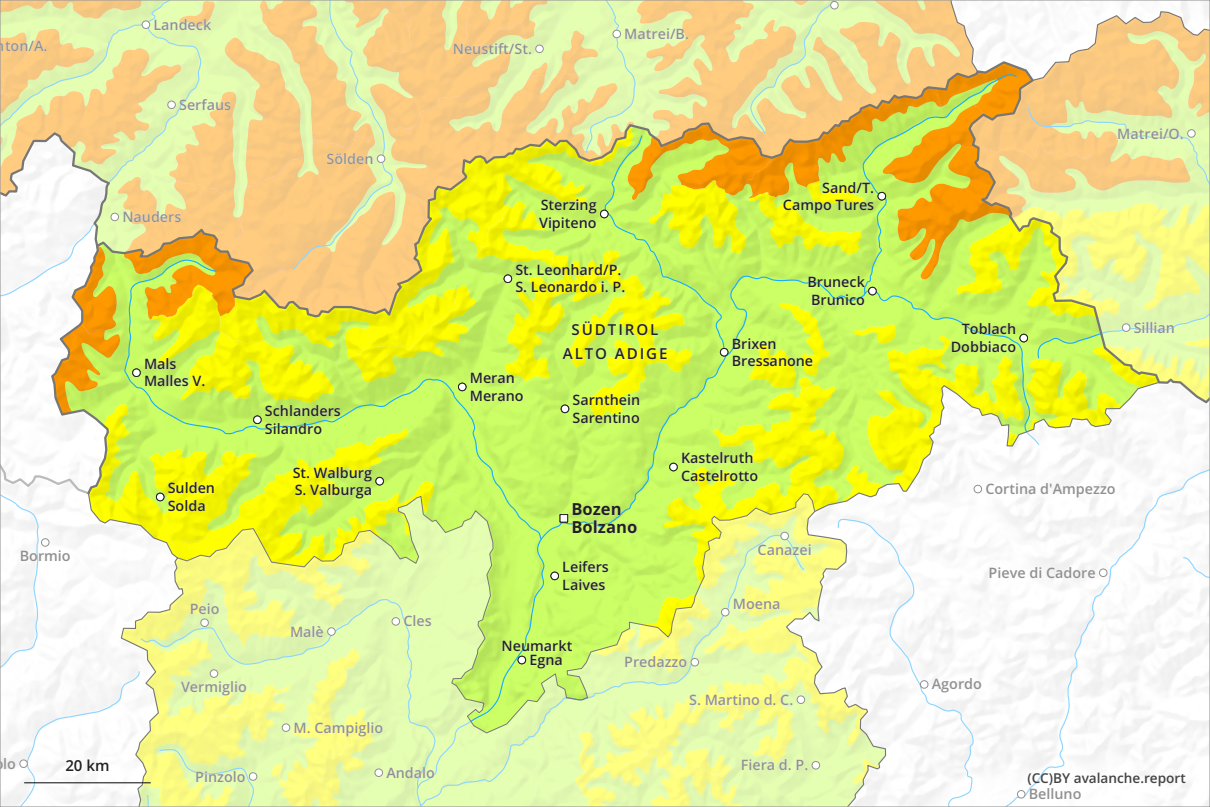 Landeck
Matrei/B.
Neustift/St.
Serfaus
Matrei/O.
Sölden
Nauders
Sand/T.
Campo Tures
Sterzing
Vipiteno
St. Leonhard/P.
S. Leonardo i. P.
Bruneck
Brunico
SÜDTIROL
ALTO ADIGE
Toblach
Dobbiaco
Sillian
Brixen
Bressanone
Mals
Malles V.
Meran
Merano
Sarnthein
Sarentino
Schlanders
Silandro
Kastelruth
Castelrotto
St. Walburg
S. Valburga
Sulden
Solda
Cortina d'Ampezzo
Bozen
Bolzano
Bormio
Canazei
Leifers
Laives
Pieve di Cadore
Peio
Moena
Malè
Cles
Neumarkt
Egna
Predazzo
Vermiglio
Agordo
S. Martino d. C.
M. Campiglio
20 km
Pinzolo
Andalo
Fiera d. P.
(CC)BY avalanche.report
Belluno